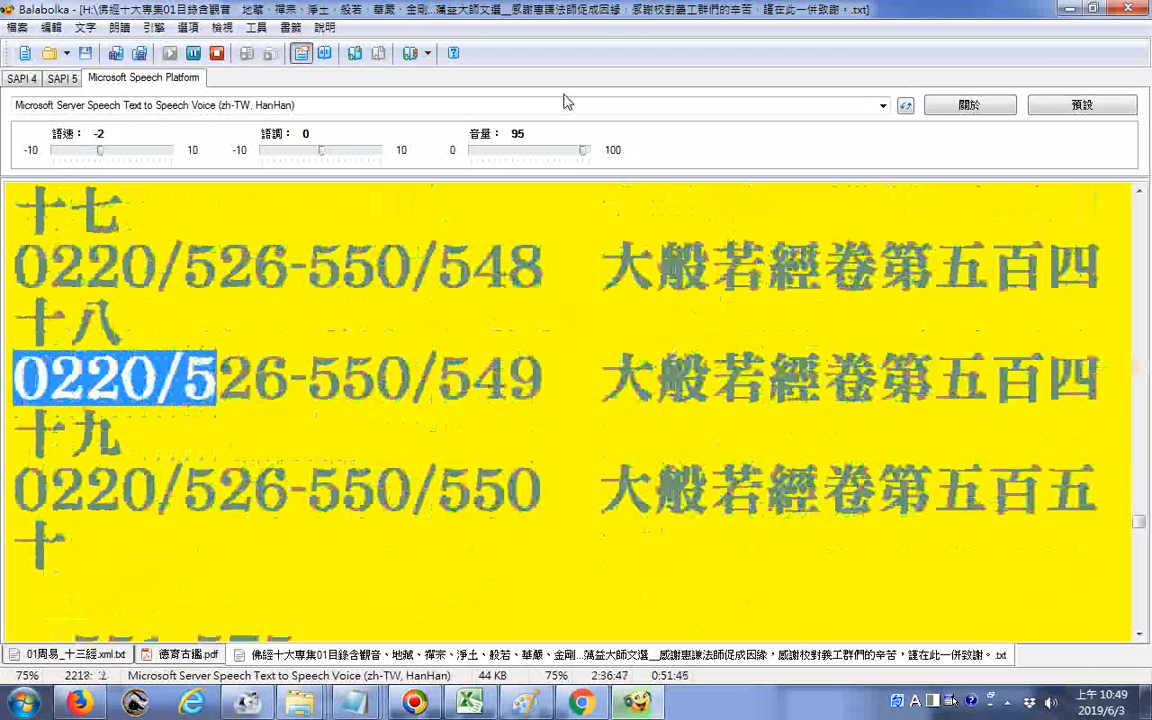 Balabolka - [H:\佛經十大專集01目錄含觀音、地藏、禪宗、淨土、般若、華嚴、金剛...蕅益大師文選__感謝惠謙法師促成因緣，感謝校對義工群們的辛苦，謹在此一併致謝。.txt]
檔案 編輯 文字 朗讀 引擎 選項 檢視 工具 書籤 說明
SAPI 4 SAPI 5 Microsoft Speech Platform
Microsoft Server Speech Text to Speech Voice (zh-TW, HanHan) 關於 預設
語速： -2 語調： 0 音量： 95
-10 10 -10 10 0 100
十七
0220/526-550/548 大般若經卷第五百四
十八
0220/526-550/549 大般若經卷第五百四
十九
0220/526-550/550 大般若經卷第五百五
十
01周易_十三經.xml.txt 德育古鑑.pdf 佛經十大專集01目錄含觀音、地藏、禪宗、淨土、般若、華嚴、金剛...蕅益大師文選__感謝惠謙法師促成因緣，感謝校對義工群們的辛苦，謹在此一併致謝。.txt
75% Microsoft Server Speech Text to Speech Voice (zh-TW, HanHan) 44 KB 75% 2:36:47 0:51:45
上午 10:49
2019/6/3